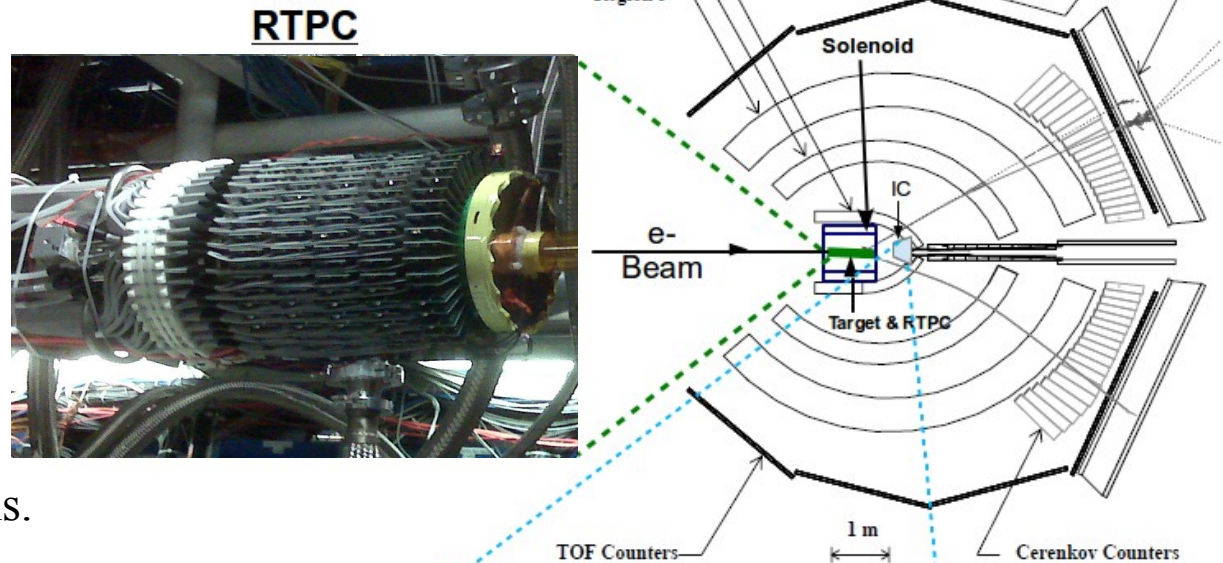 RTPC
Solenoid
IC
e-
Beam
Target & RTPC
s.
TOF Counters
1 m
Cerenkov Counters